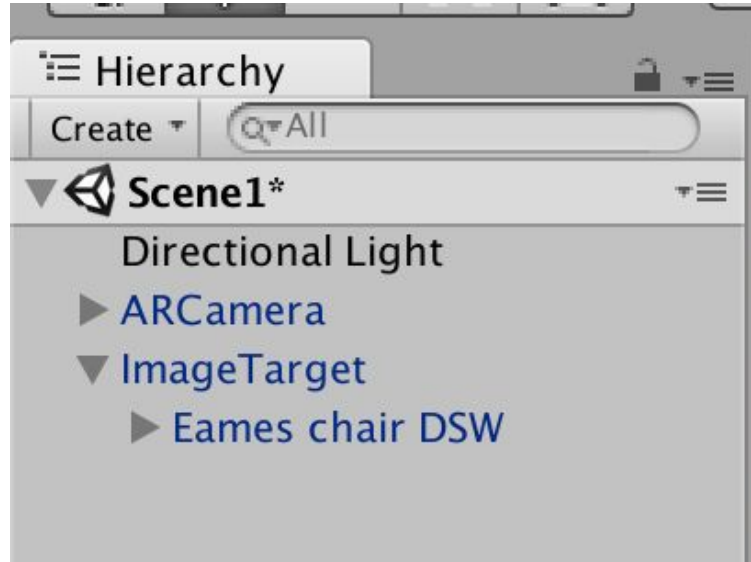 Hierarchy
Create All
Scene1*
Directional Light
ARCamera
ImageTarget
Eames chair DSW